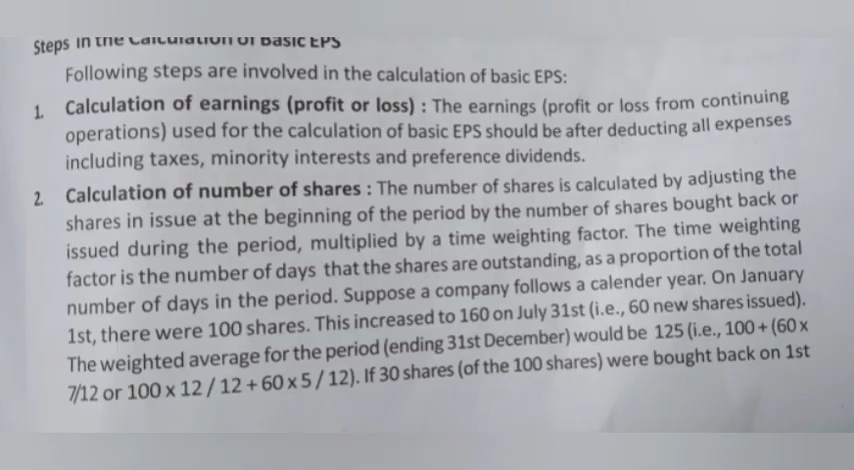 Steps in the Calculation of Basic EPS
Following steps are involved in the calculation of basic EPS:
1. Calculation of earnings (profit or loss) : The earnings (profit or loss from continuing
operations) used for the calculation of basic EPS should be after deducting all expenses
including taxes, minority interests and preference dividends.
2. Calculation of number of shares : The number of shares is calculated by adjusting the
shares in issue at the beginning of the period by the number of shares bought back or
issued during the period, multiplied by a time weighting factor. The time weighting
factor is the number of days that the shares are outstanding, as a proportion of the total
number of days in the period. Suppose a company follows a calender year. On January
1st, there were 100 shares. This increased to 160 on July 31st (i.e., 60 new shares issued).
The weighted average for the period (ending 31st December) would be 125 (i.e., 100 + (60 x
7/12 or 100 x 12 / 12 + 60 x 5 / 12). If 30 shares (of the 100 shares) were bought back on 1st